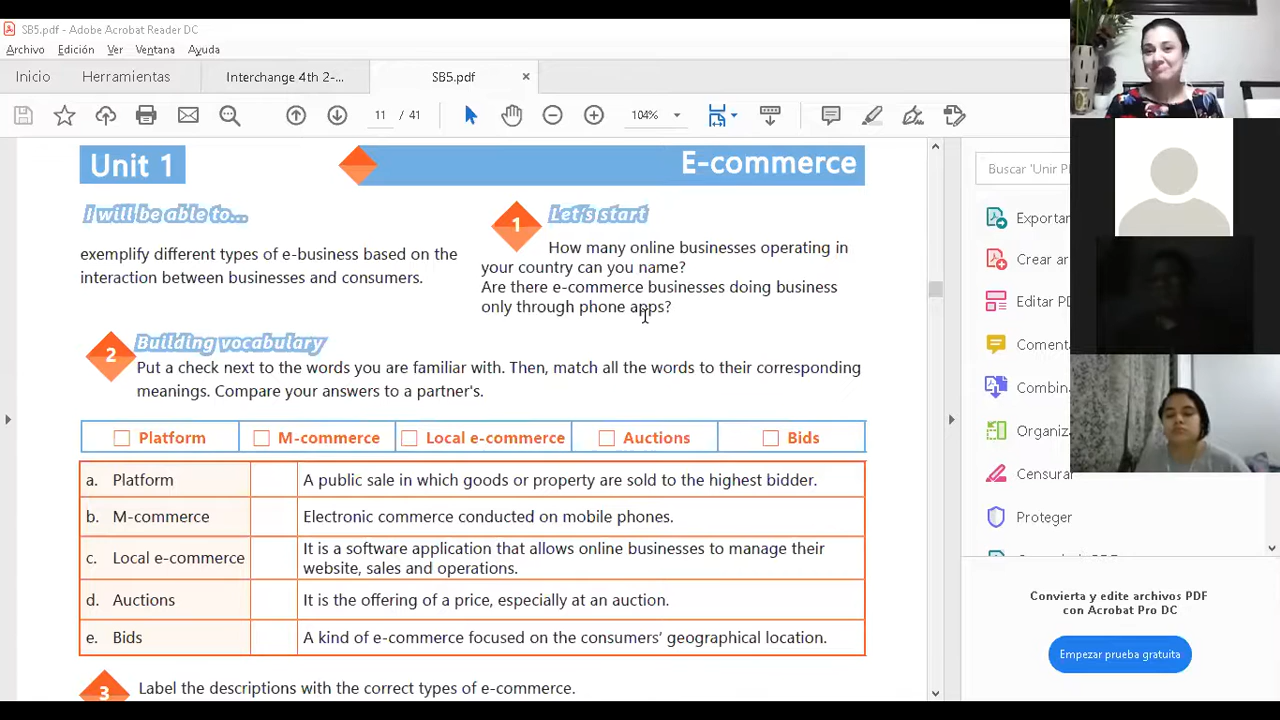 SB5.pdf - Adobe Acrobat Reader DC
Archivo Edición Ver Ventana Ayuda
Inicio Herramientas Interchange 4th 2-... SB5.pdf ×
11 / 41 104%
Unit 1 E-commerce
I will be able to...
exemplify different types of e-business based on the
interaction between businesses and consumers.
1 Let's start
How many online businesses operating in
your country can you name?
Are there e-commerce businesses doing business
only through phone apps?
2 Building vocabulary
Put a check next to the words you are familiar with. Then, match all the words to their corresponding
meanings. Compare your answers to a partner's.
Platform M-commerce Local e-commerce Auctions Bids
a. Platform A public sale in which goods or property are sold to the highest bidder.
b. M-commerce Electronic commerce conducted on mobile phones.
c. Local e-commerce It is a software application that allows online businesses to manage their
website, sales and operations.
d. Auctions It is the offering of a price, especially at an auction.
e. Bids A kind of e-commerce focused on the consumers' geographical location.
3 Label the descriptions with the correct types of e-commerce.
Buscar 'Unir P
Exporta
Crear ar
Editar PD
Comenta
Combin
Organiz
Censura
Proteger
Convierta y edite archivos PDF
con Acrobat Pro DC
Empezar prueba gratuita